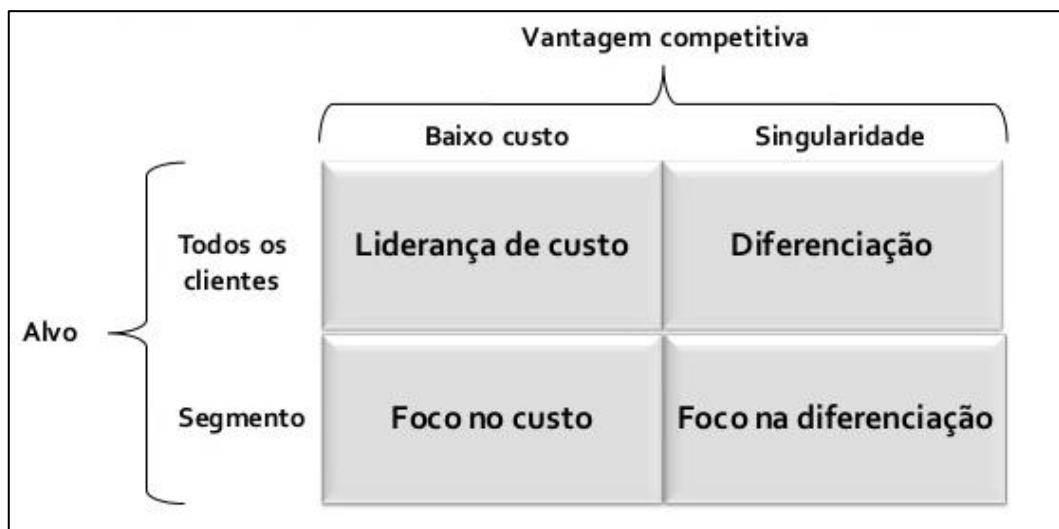 Vantagem competitiva
Baixo custo Singularidade
Todos os
clientes
Liderança de custo Diferenciação
Alvo
Segmento Foco no custo Foco na diferenciação